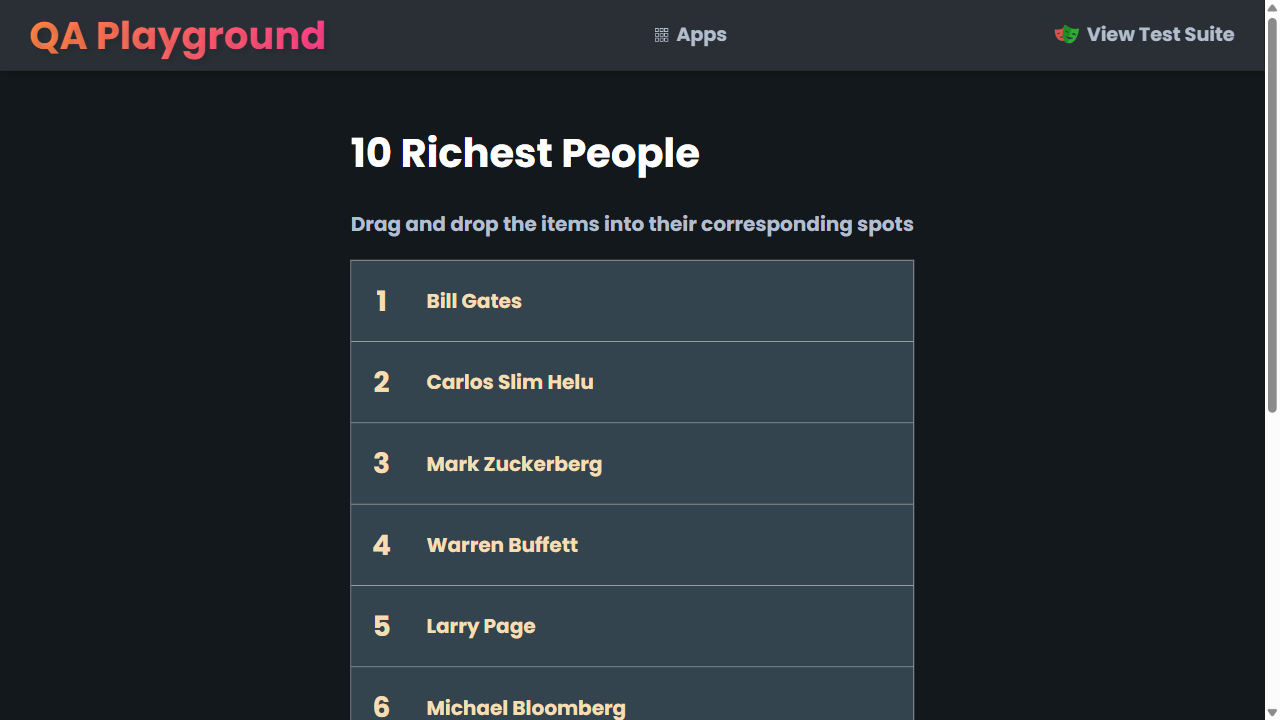 QA Playground
Apps
View Test Suite
10 Richest People
Drag and drop the items into their corresponding spots
1 Bill Gates
2 Carlos Slim Helu
3 Mark Zuckerberg
4 Warren Buffett
5 Larry Page
6 Michael Bloomberg